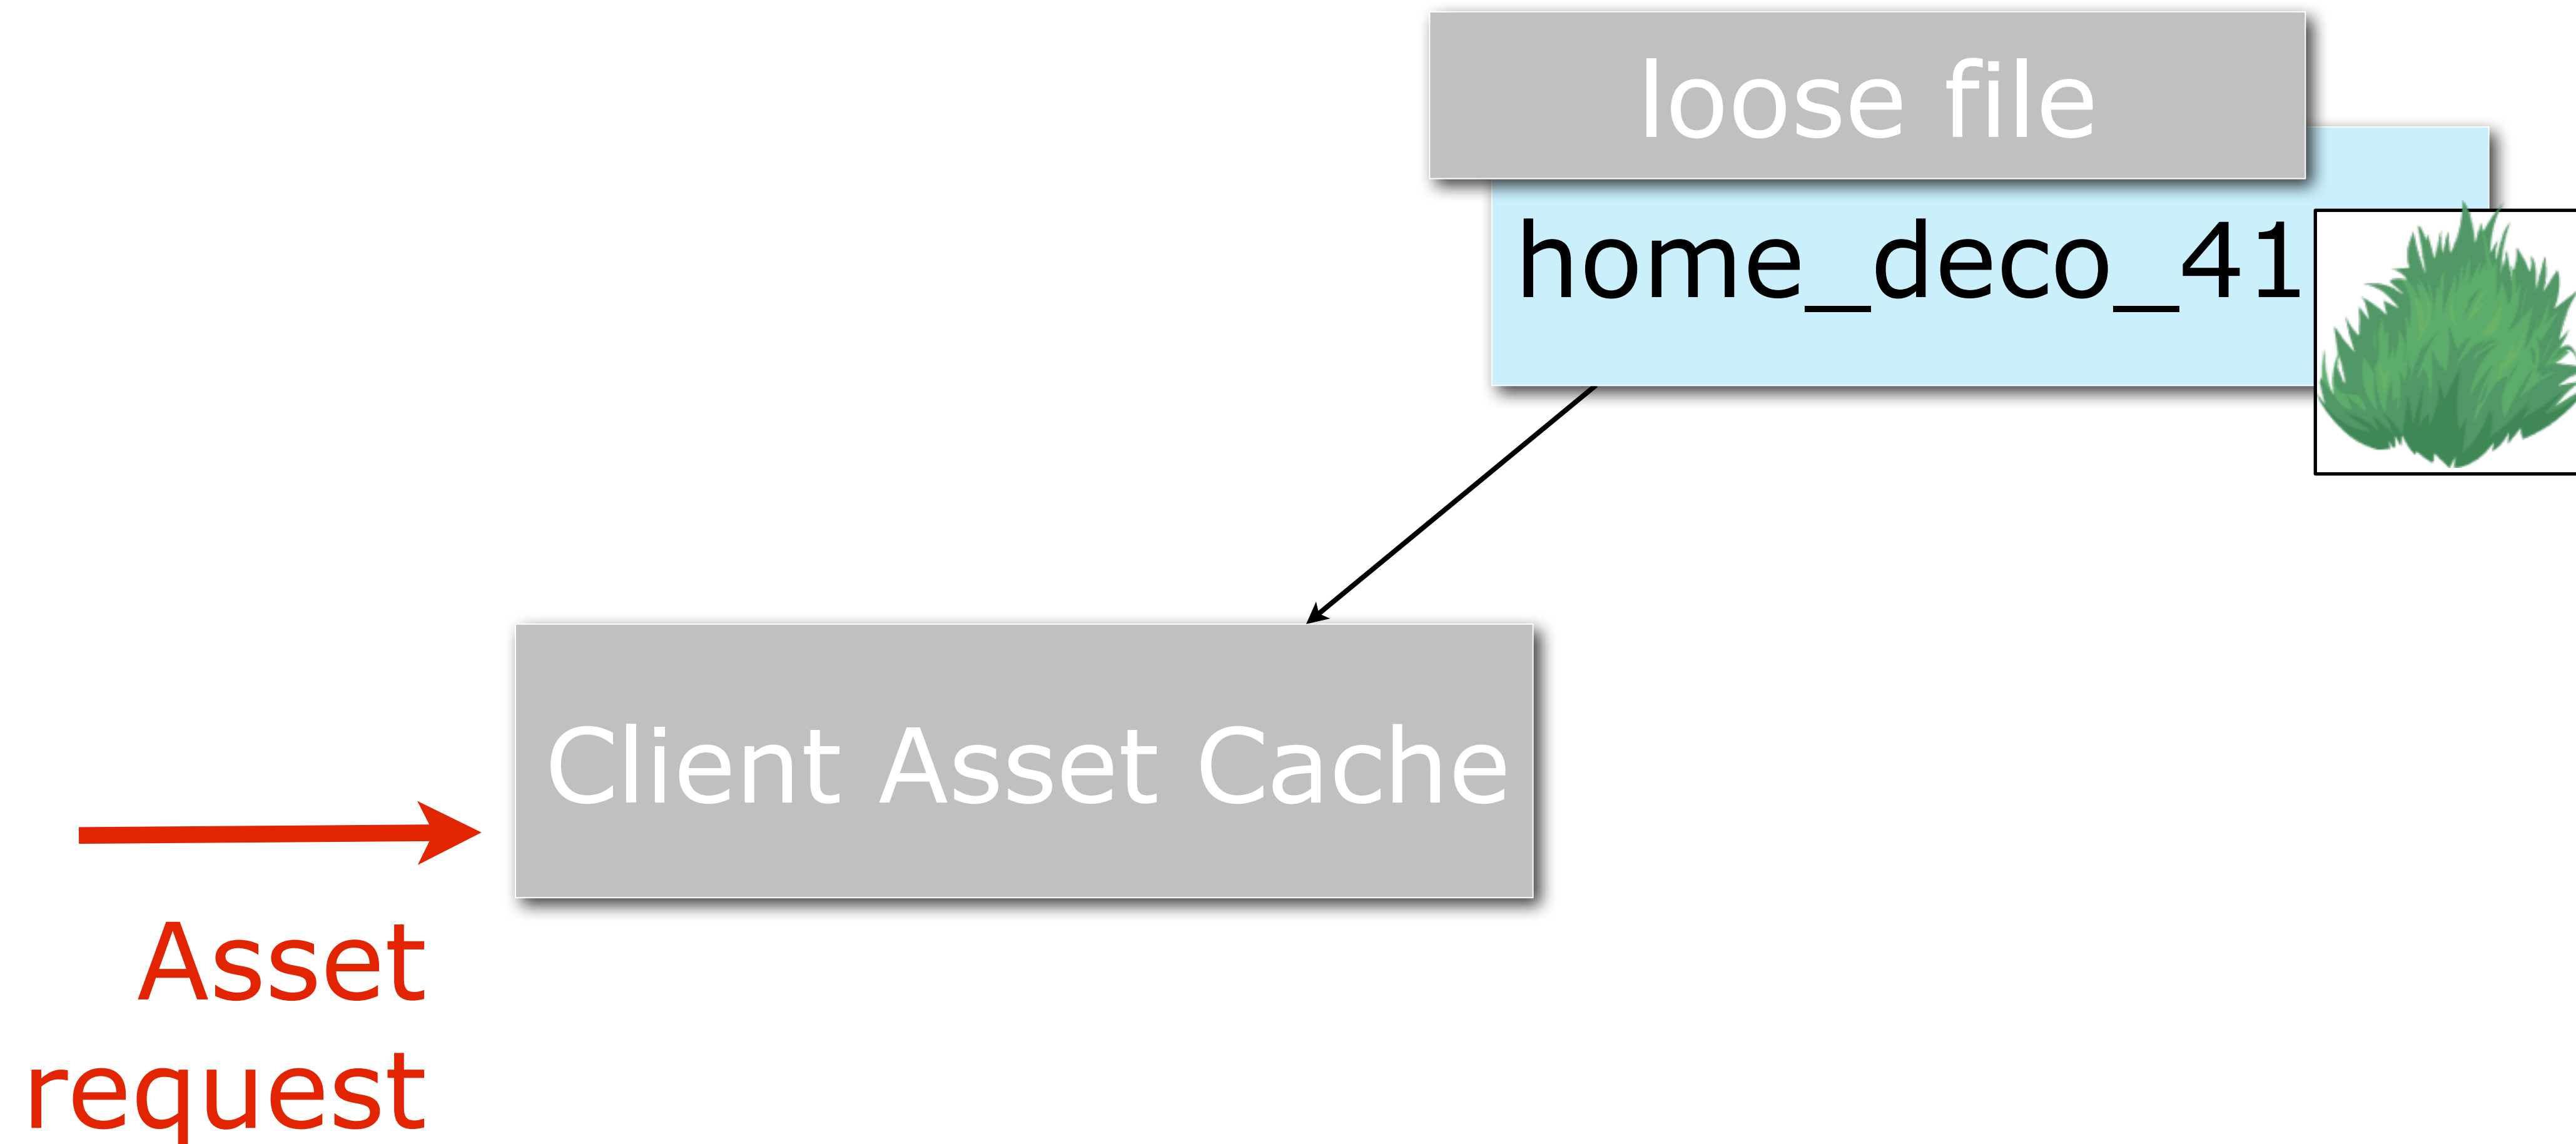 loose file
home_deco_41
Client Asset Cache
Asset
request